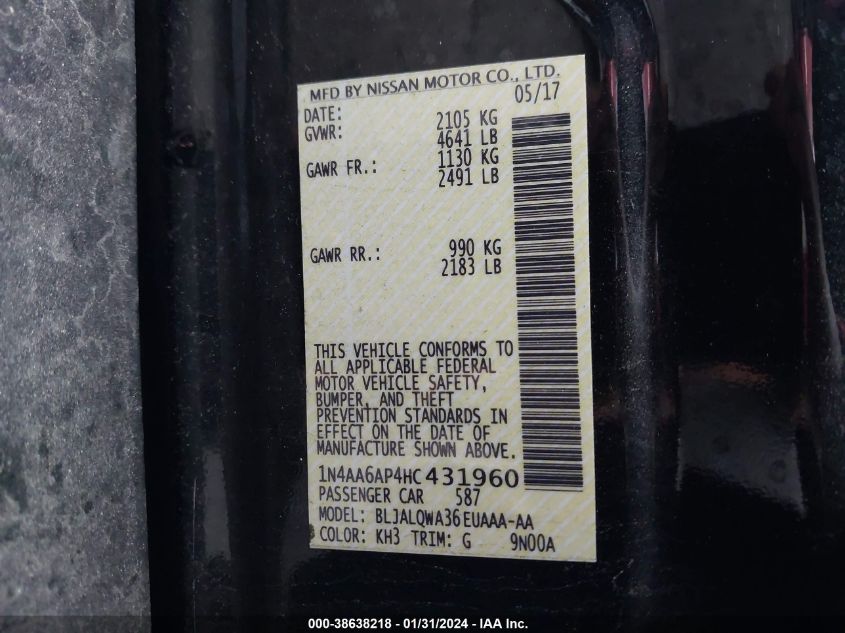 MFD BY NISSAN MOTOR CO., LTD.
DATE: 05/17
GVWR: 2105 KG
4641 LB
GAWR FR.: 1130 KG
2491 LB
GAWR RR.: 990 KG
2183 LB
THIS VEHICLE CONFORMS TO
ALL APPLICABLE FEDERAL
MOTOR VEHICLE SAFETY,
BUMPER, AND THEFT
PREVENTION STANDARDS IN
EFFECT ON THE DATE OF
MANUFACTURE SHOWN ABOVE.
1N4AA6AP4HC431960
PASSENGER CAR 587
MODEL: BLJALQWA36EUAAA-AA
COLOR: KH3 TRIM: G 9N00A
000-38638218 - 01/31/2024 - IAA Inc.